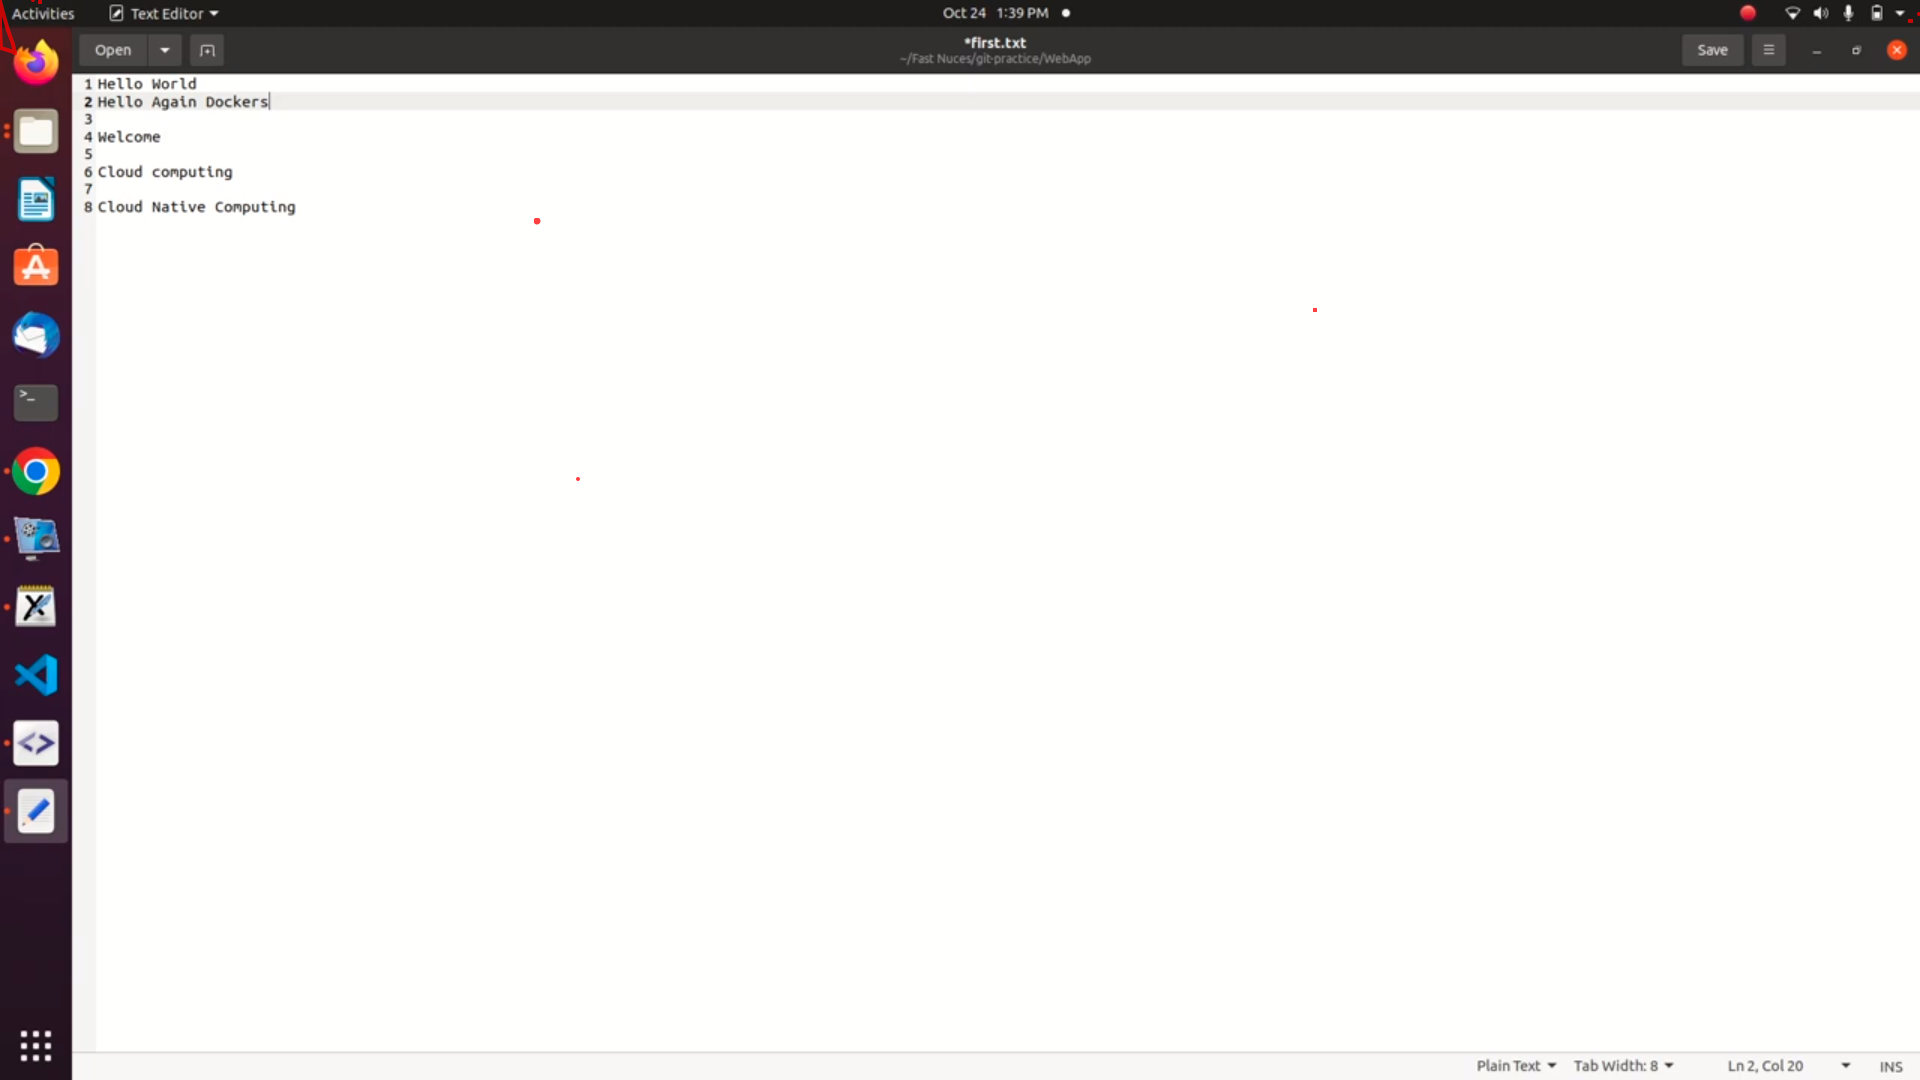 Activities
Text Editor
Oct 24 1:39 PM
Open
*first.txt
~/Fast Nuces/git-practice/WebApp
Save
1 Hello World
2 Hello Again Dockers
3
4 Welcome
5
6 Cloud computing
7
8 Cloud Native Computing
Plain Text
Tab Width: 8
Ln 2, Col 20
INS